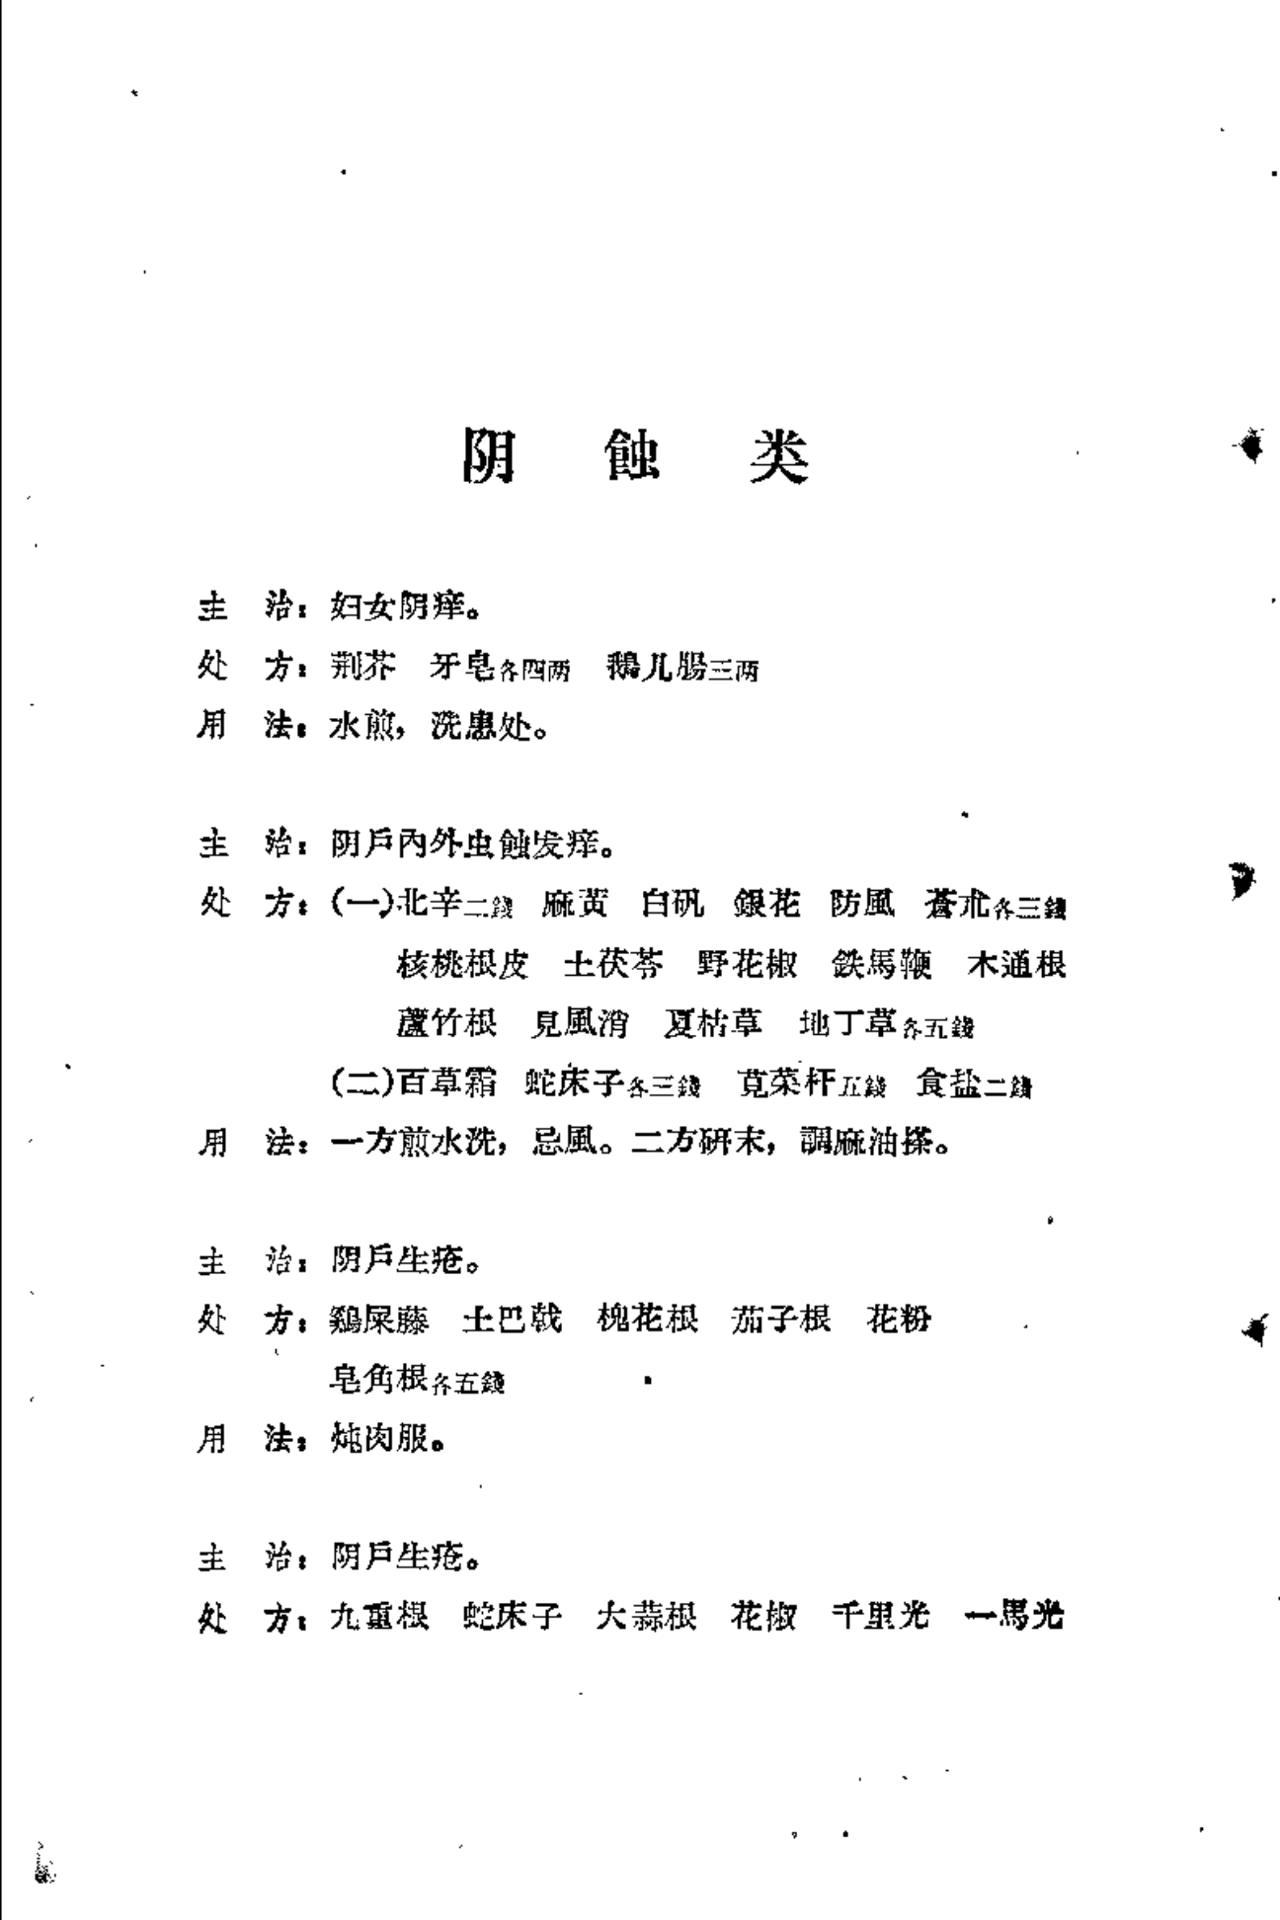 阴蝕类
主治：妇女阴痒。
处方：荆芥 牙皂各四两 鵝儿腸三两
用法：水煎，洗患处。
主治：阴戶內外虫蝕发痒。
处方：(一)北辛二錢 麻黄 白矾 銀花 防風 蒼朮各三錢
核桃根皮 土茯苓 野花椒 鉄馬鞭 木通根
蘆竹根 見風消 夏枯草 地丁草各五錢
(二)百草霜 蛇床子各三錢 莧菜杆五錢 食盐二錢
用法：一方煎水洗，忌風。二方研末，調麻油搽。
主治：阴戶生疮。
处方：鷄屎藤 土巴戟 槐花根 茄子根 花粉
皂角根各五錢
用法：炖肉服。
主治：阴戶生疮。
处方：九重根 蛇床子 大蒜根 花椒 千里光 一馬光